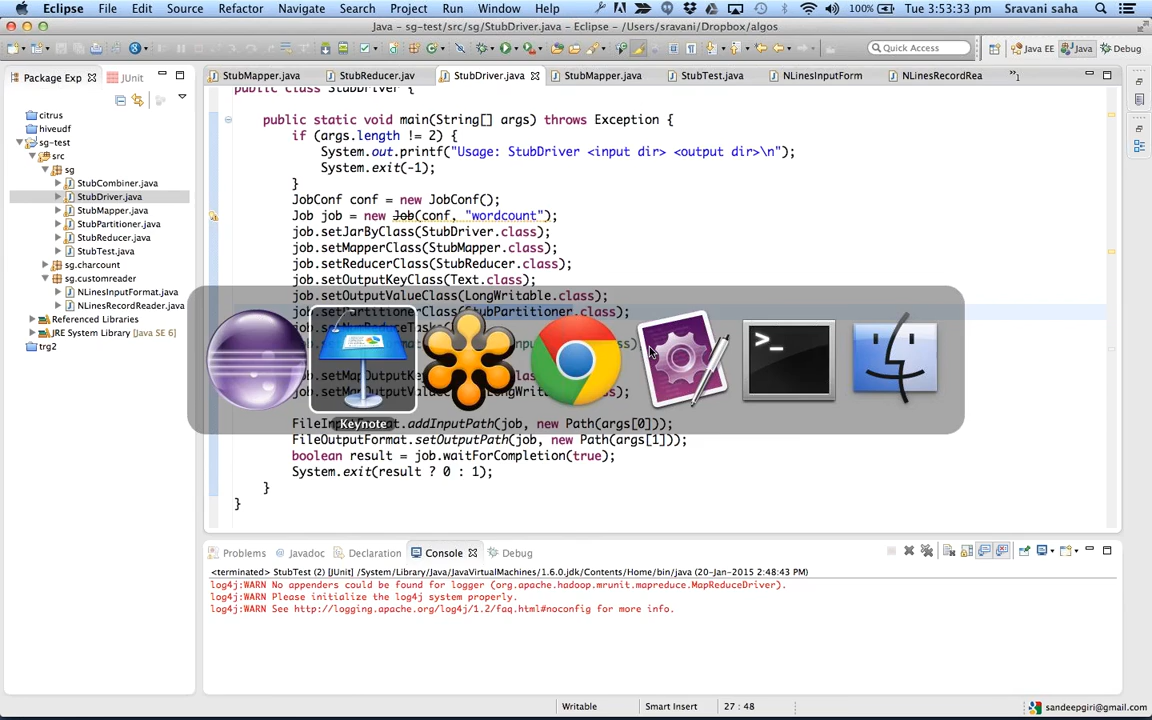 Eclipse File Edit Source Refactor Navigate Search Project Run Window Help 100% Tue 3:53:33 pm Sravani saha
Java – sg-test/src/sg/StubDriver.java – Eclipse – /Users/sravani/Dropbox/algos
Quick Access Java EE Java Debug
Package Exp JUnit
StubMapper.java StubReducer.jav StubDriver.java StubMapper.java StubTest.java NLinesInputForm NLinesRecordRea »1
citrus
hiveudf
sg-test
src
sg
StubCombiner.java
StubDriver.java
StubMapper.java
StubPartitioner.java
StubReducer.java
StubTest.java
sg.charcount
sg.customreader
NLinesInputFormat.java
NLinesRecordReader.java
Referenced Libraries
JRE System Library [Java SE 6]
trg2
public class StubDriver {
public static void main(String[] args) throws Exception {
if (args.length != 2) {
System.out.printf("Usage: StubDriver <input dir> <output dir>\n");
System.exit(-1);
}
JobConf conf = new JobConf();
Job job = new Job(conf, "wordcount");
job.setJarByClass(StubDriver.class);
job.setMapperClass(StubMapper.class);
job.setReducerClass(StubReducer.class);
job.setOutputKeyClass(Text.class);
job.setOutputValueClass(LongWritable.class);
job.setPartitionerClass(StubPartitioner.class);
Keynote
FileInputFormat.addInputPath(job, new Path(args[0]));
FileOutputFormat.setOutputPath(job, new Path(args[1]));
boolean result = job.waitForCompletion(true);
System.exit(result ? 0 : 1);
}
}
Problems Javadoc Declaration Console Debug
<terminated> StubTest (2) [JUnit] /System/Library/Java/JavaVirtualMachines/1.6.0.jdk/Contents/Home/bin/java (20-Jan-2015 2:48:43 PM)
log4j:WARN No appenders could be found for logger (org.apache.hadoop.mrunit.mapreduce.MapReduceDriver).
log4j:WARN Please initialize the log4j system properly.
log4j:WARN See http://logging.apache.org/log4j/1.2/faq.html#noconfig for more info.
Writable Smart Insert 27 : 48 sandeepgiri@gmail.com